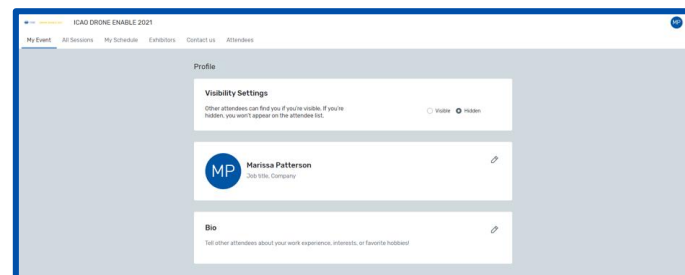 ICAO DRONE ENABLE 2021
MP
My Event All Sessions My Schedule Exhibitors Contact us Attendees
Profile
Visibility Settings
Other attendees can find you if you're visible. If you're
hidden, you won't appear on the attendee list.
Visible Hidden
MP
Marissa Patterson
Job title, Company
Bio
Tell other attendees about your work experience, interests, or favorite hobbies!